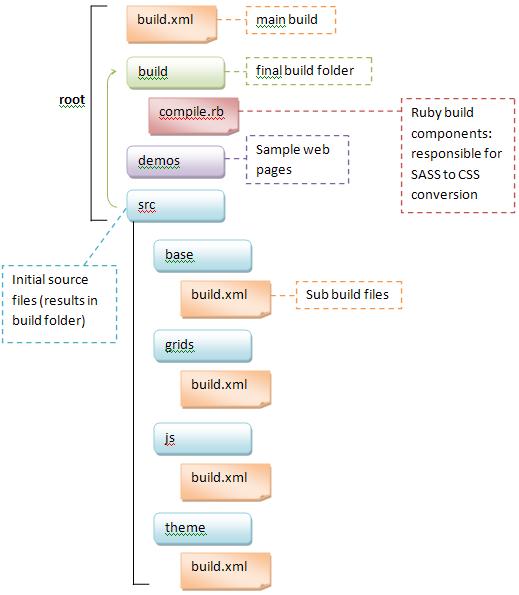 build.xml
main build
build
final build folder
root
compile.rb
Ruby build
components:
responsible for
SASS to CSS
conversion
demos
Sample web
pages
src
base
Initial source
files (results in
build folder)
build.xml
Sub build files
grids
build.xml
js
build.xml
theme
build.xml